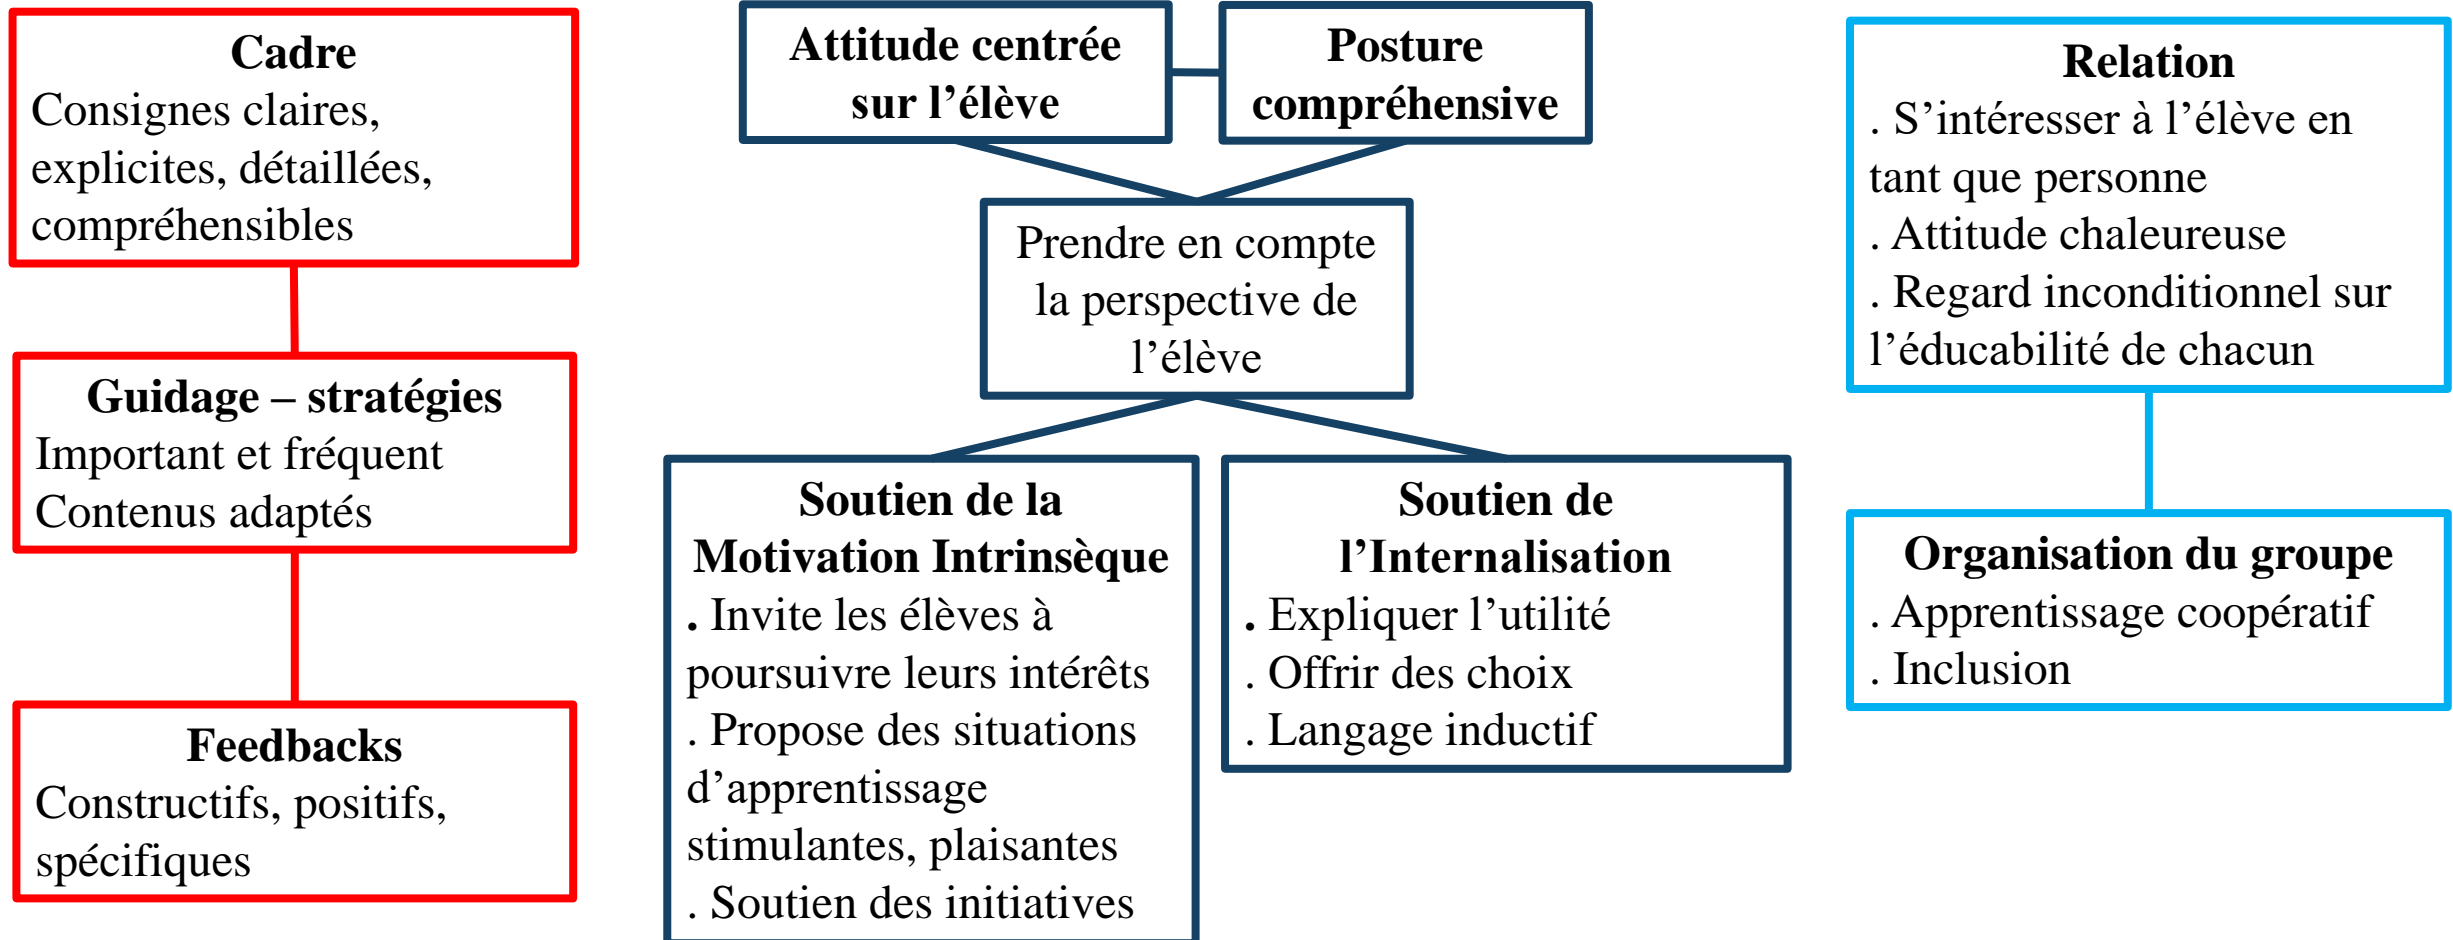 Cadre
Consignes claires,
explicites, détaillées,
compréhensibles
Guidage – stratégies
Important et fréquent
Contenus adaptés
Feedbacks
Constructifs, positifs,
spécifiques
Attitude centrée
sur l’élève
Posture
compréhensive
Prendre en compte
la perspective de
l’élève
Soutien de la
Motivation Intrinsèque
. Invite les élèves à
poursuivre leurs intérêts
. Propose des situations
d’apprentissage
stimulantes, plaisantes
. Soutien des initiatives
Soutien de
l’Internalisation
. Expliquer l’utilité
. Offrir des choix
. Langage inductif
Relation
. S’intéresser à l’élève en
tant que personne
. Attitude chaleureuse
. Regard inconditionnel sur
l’éducabilité de chacun
Organisation du groupe
. Apprentissage coopératif
. Inclusion